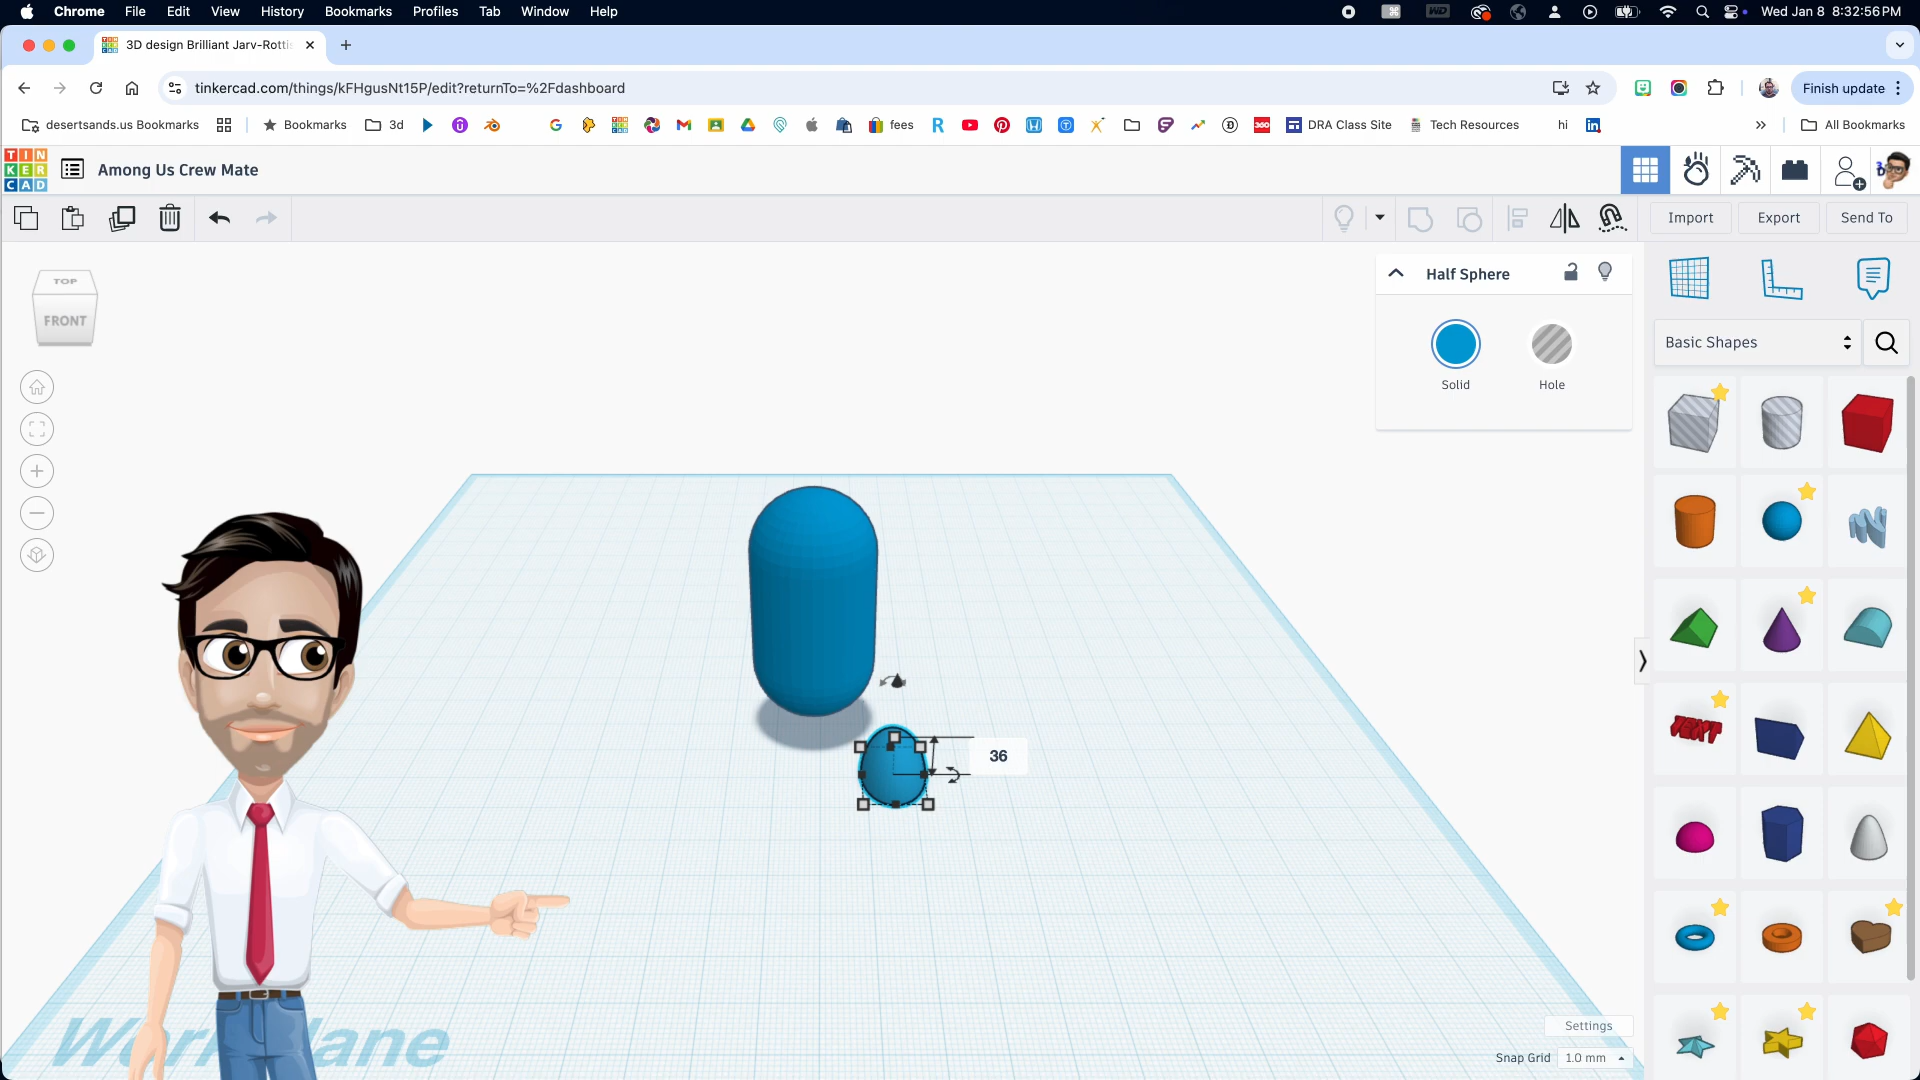 Chrome File Edit View History Bookmarks Profiles Tab Window Help Wed Jan 8 8:32:56 PM
3D design Brilliant Jarv-Rotti
tinkercad.com/things/kFHgusNt15P/edit?returnTo=%2Fdashboard Finish update
desertsands.us Bookmarks Bookmarks 3d fees DRA Class Site Tech Resources hi All Bookmarks
TIN
KER
CAD
Among Us Crew Mate
Import Export Send To
TOP
FRONT
Half Sphere
Solid Hole
Basic Shapes
TEXT
36
Settings
Snap Grid 1.0 mm